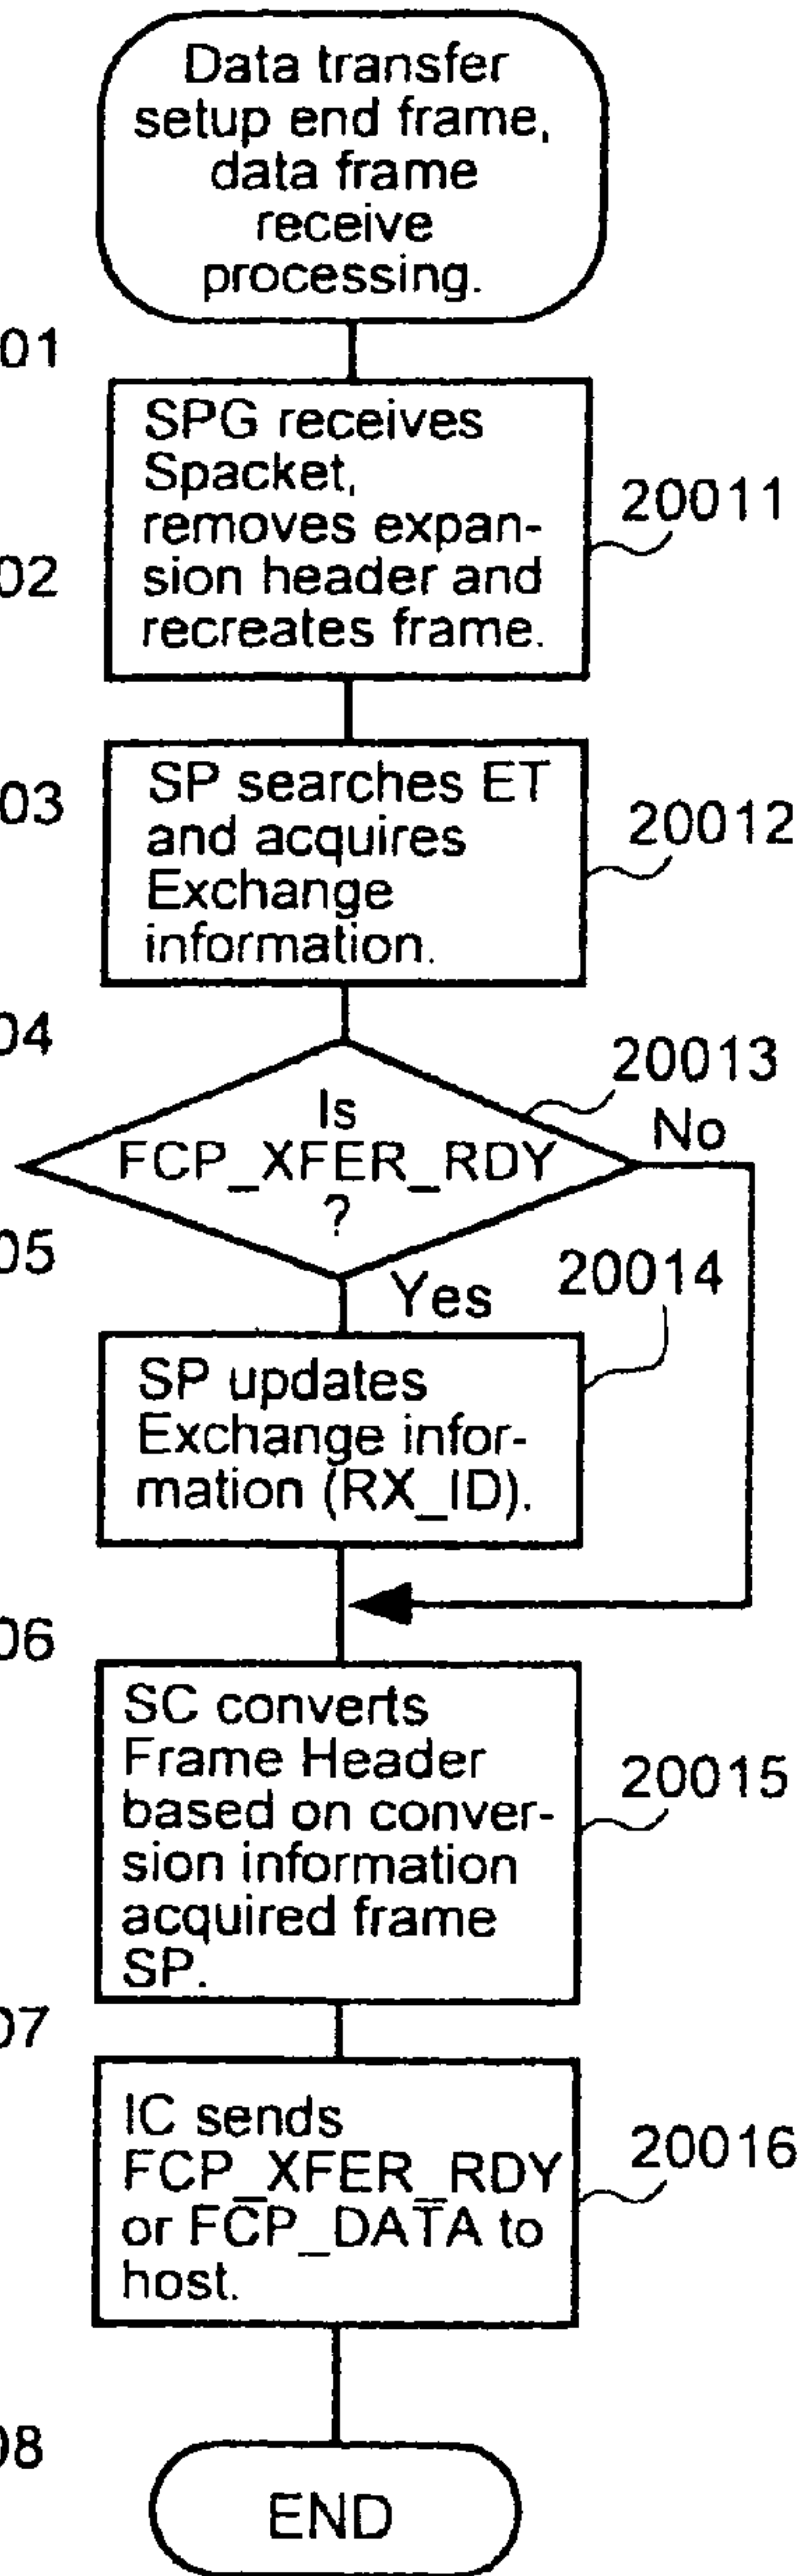 Data transfer
setup end frame,
data frame
receive
processing.
01
SPG receives
Spacket,
removes expan-
sion header and
recreates frame.
20011
02
SP searches ET
and acquires
Exchange
information.
20012
03
04
Is
FCP_XFER_RDY
?
20013
No
Yes
05
SP updates
Exchange infor-
mation (RX_ID).
20014
06
SC converts
Frame Header
based on conver-
sion information
acquired frame
SP.
20015
07
IC sends
FCP_XFER_RDY
or FCP_DATA to
host.
20016
08
END